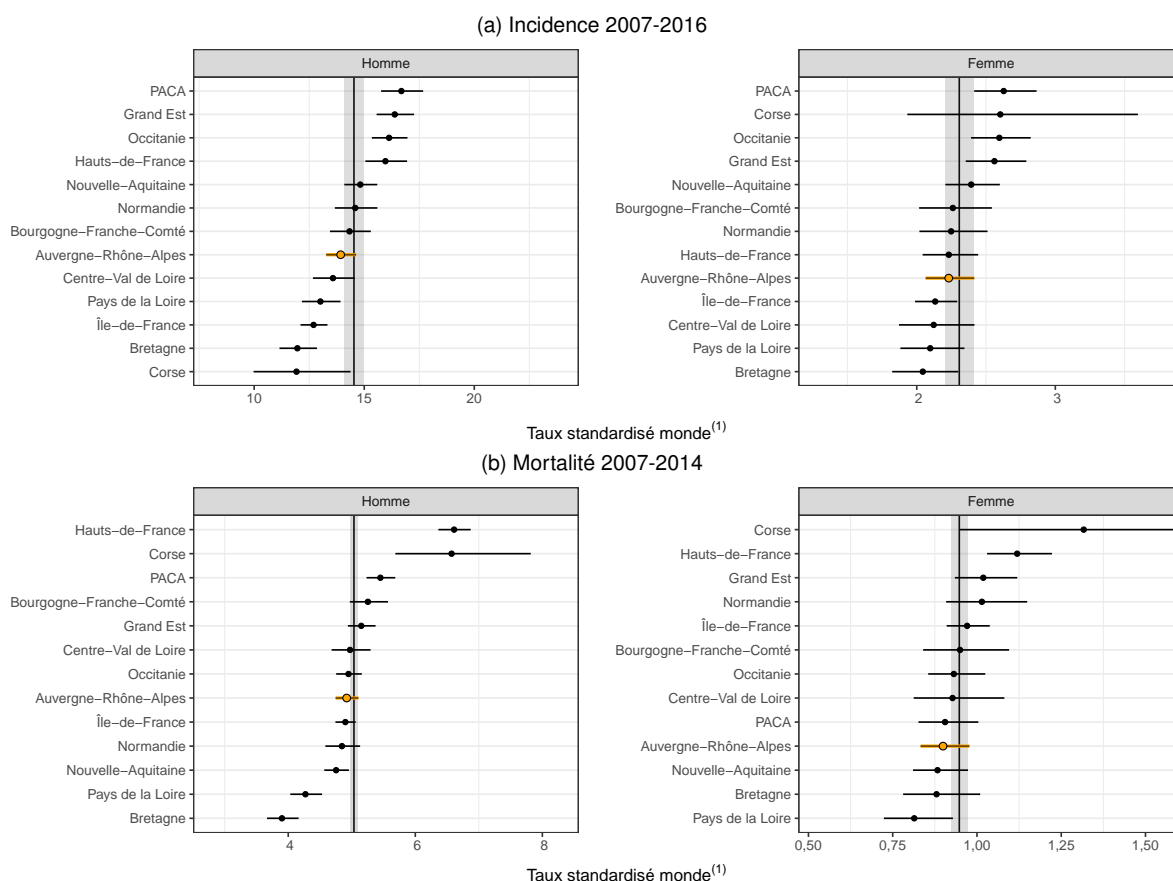 (a) Incidence 2007-2016
Homme
PACA
Grand Est
Occitanie
Hauts−de−France
Nouvelle−Aquitaine
Normandie
Bourgogne−Franche−Comté
Auvergne−Rhône−Alpes
Centre−Val de Loire
Pays de la Loire
Île−de−France
Bretagne
Corse
10 15 20
Femme
PACA
Corse
Occitanie
Grand Est
Nouvelle−Aquitaine
Bourgogne−Franche−Comté
Normandie
Hauts−de−France
Auvergne−Rhône−Alpes
Île−de−France
Centre−Val de Loire
Pays de la Loire
Bretagne
2 3
Taux standardisé monde(1)
(b) Mortalité 2007-2014
Homme
Hauts−de−France
Corse
PACA
Bourgogne−Franche−Comté
Grand Est
Centre−Val de Loire
Occitanie
Auvergne−Rhône−Alpes
Île−de−France
Normandie
Nouvelle−Aquitaine
Pays de la Loire
Bretagne
4 6 8
Femme
Corse
Hauts−de−France
Grand Est
Normandie
Île−de−France
Bourgogne−Franche−Comté
Occitanie
Centre−Val de Loire
PACA
Auvergne−Rhône−Alpes
Nouvelle−Aquitaine
Bretagne
Pays de la Loire
0,50 0,75 1,00 1,25 1,50
Taux standardisé monde(1)